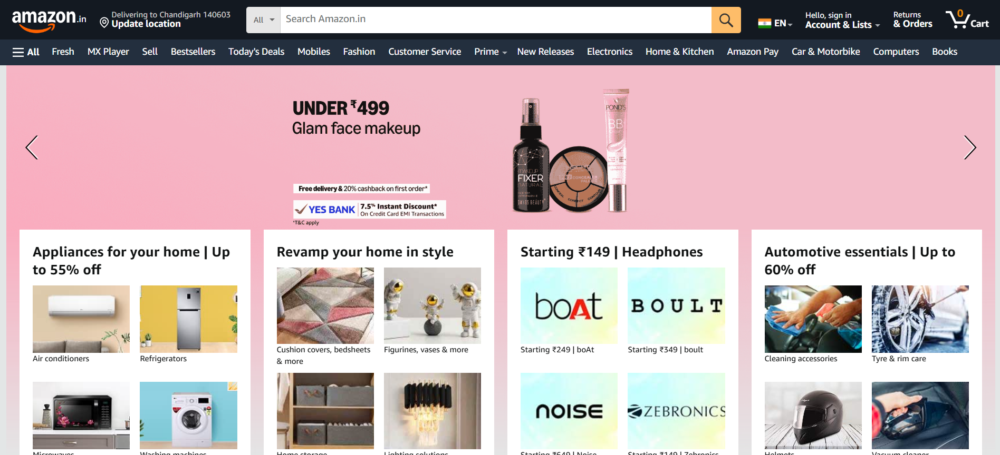 amazon.in
Delivering to Chandigarh 140603
Update location
All
Search Amazon.in
EN
Hello, sign in
Account & Lists
Returns
& Orders
0
Cart
All
Fresh
MX Player
Sell
Bestsellers
Today's Deals
Mobiles
Fashion
Customer Service
Prime
New Releases
Electronics
Home & Kitchen
Amazon Pay
Car & Motorbike
Computers
Books
UNDER ₹499
Glam face makeup
Free delivery & 20% cashback on first order*
YES BANK
7.5% Instant Discount*
On Credit Card EMI Transactions
*T&C apply
MAKEUP
FIXER
NATURAL
SWISS BEAUTY
CONCEALER
PALETTE
CONCEAL
CORRECT
CONTOUR
POND'S
BB
Appliances for your home | Up
to 55% off
Air conditioners
Refrigerators
Microwaves
Washing machines
Revamp your home in style
Cushion covers, bedsheets
& more
Figurines, vases & more
Home storage
Lighting solutions
Starting ₹149 | Headphones
boAt
BOULT
Starting ₹249 | boAt
Starting ₹349 | boult
noise
ZEBRONICS
Starting ₹649 | Noise
Starting ₹149 | Zebronics
Automotive essentials | Up to
60% off
Cleaning accessories
Tyre & rim care
Helmets
Vacuum cleaner